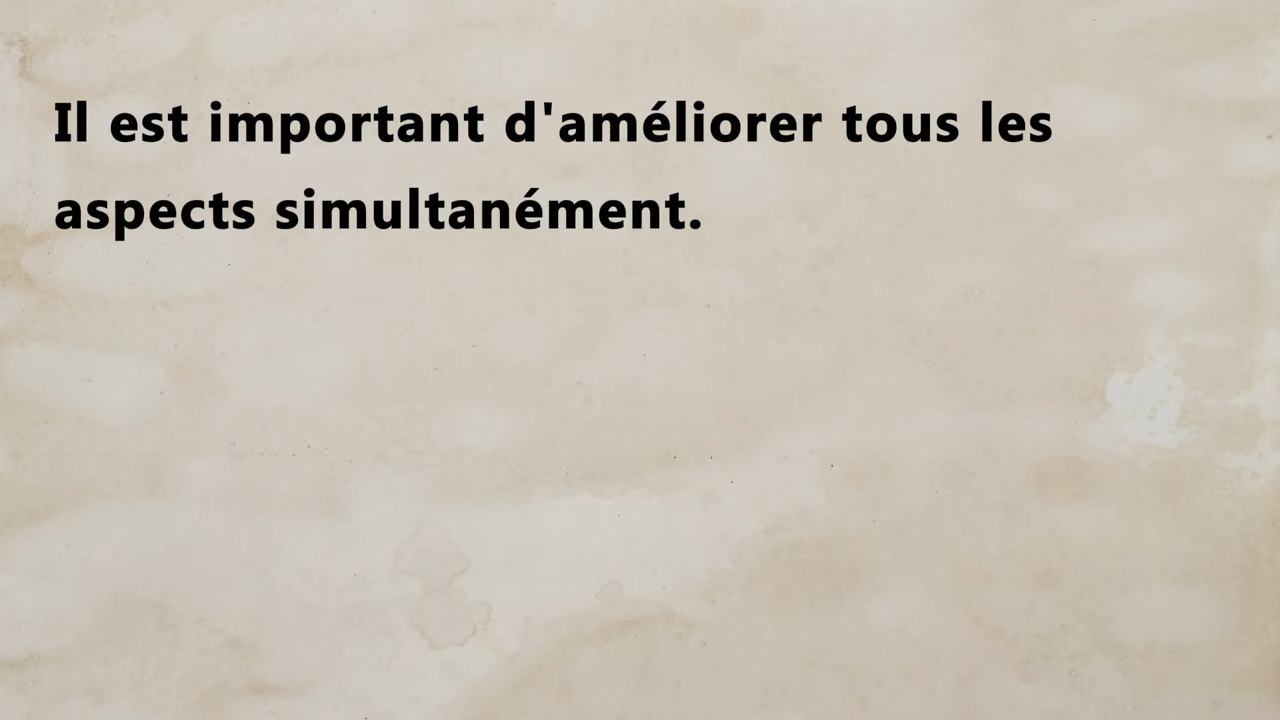 Il est important d'améliorer tous les
aspects simultanément.